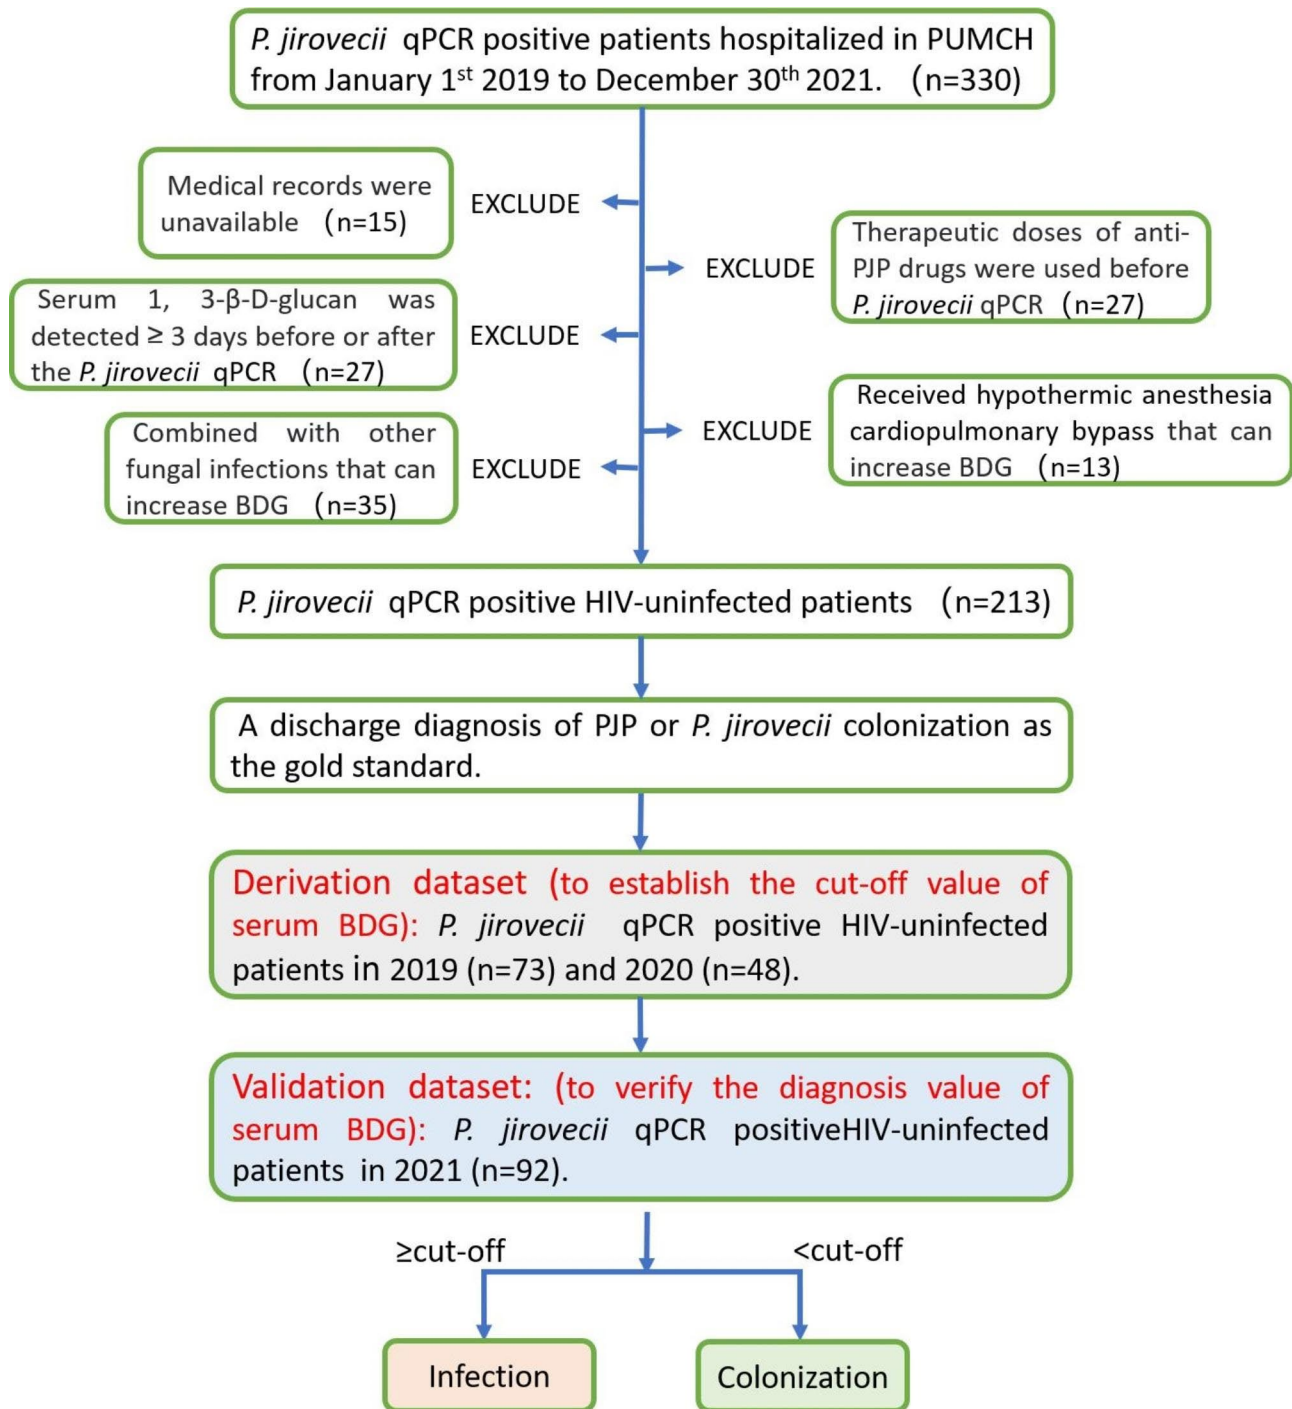 P. jirovecii qPCR positive patients hospitalized in PUMCH
from January 1st 2019 to December 30th 2021. (n=330)
Medical records were
unavailable (n=15)
EXCLUDE
EXCLUDE
Therapeutic doses of anti-
PJP drugs were used before
P. jirovecii qPCR (n=27)
Serum 1, 3-β-D-glucan was
detected ≥ 3 days before or after
the P. jirovecii qPCR (n=27)
EXCLUDE
EXCLUDE
Received hypothermic anesthesia
cardiopulmonary bypass that can
increase BDG (n=13)
Combined with other
fungal infections that can
increase BDG (n=35)
EXCLUDE
P. jirovecii qPCR positive HIV-uninfected patients (n=213)
A discharge diagnosis of PJP or P. jirovecii colonization as
the gold standard.
Derivation dataset (to establish the cut-off value of
serum BDG): P. jirovecii qPCR positive HIV-uninfected
patients in 2019 (n=73) and 2020 (n=48).
Validation dataset: (to verify the diagnosis value of
serum BDG): P. jirovecii qPCR positiveHIV-uninfected
patients in 2021 (n=92).
≥cut-off
<cut-off
Infection
Colonization